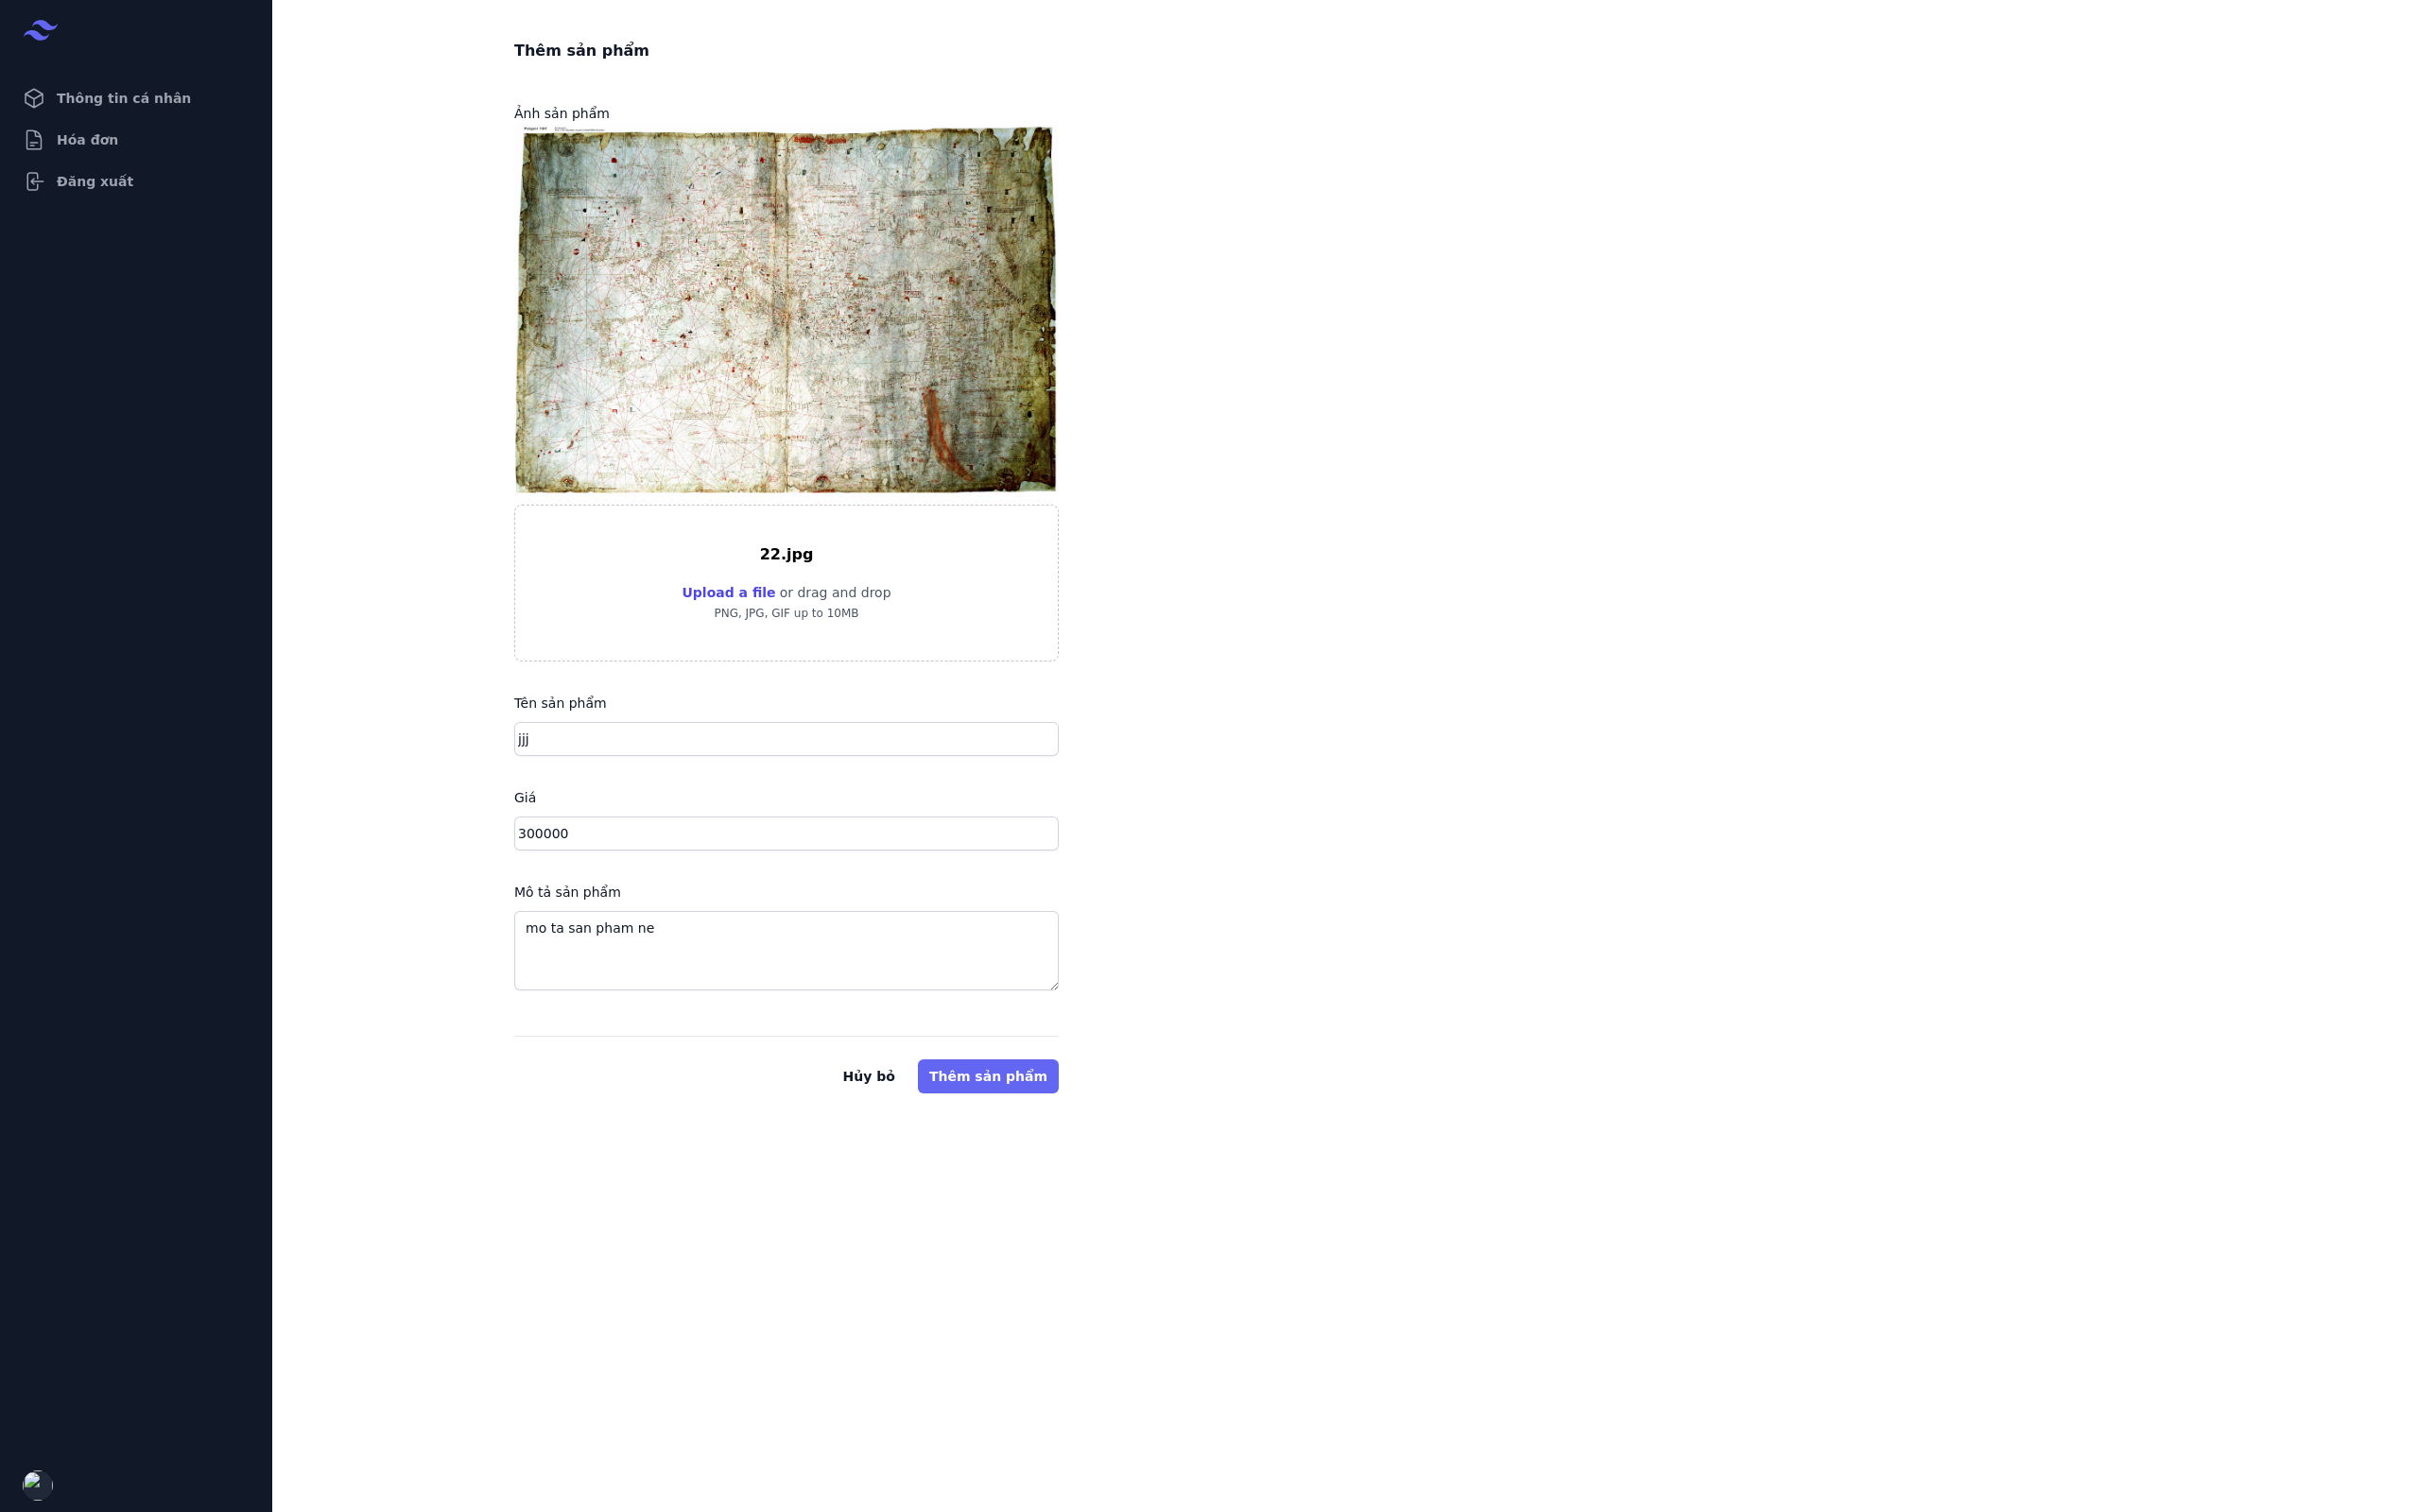 Thông tin cá nhân
Hóa đơn
Đăng xuất
Thêm sản phẩm
Ảnh sản phẩm
22.jpg
Upload a file or drag and drop
PNG, JPG, GIF up to 10MB
Tên sản phẩm
jjj
Giá
300000
Mô tả sản phẩm
mo ta san pham ne
Hủy bỏ
Thêm sản phẩm